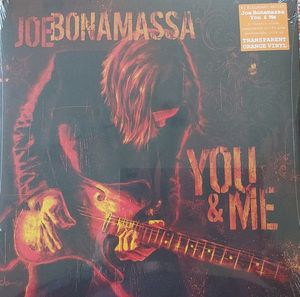 JOE BONAMASSA
Joe Bonamassa
You & Me
TRANSPARENT
ORANGE VINYL
YOU
& ME